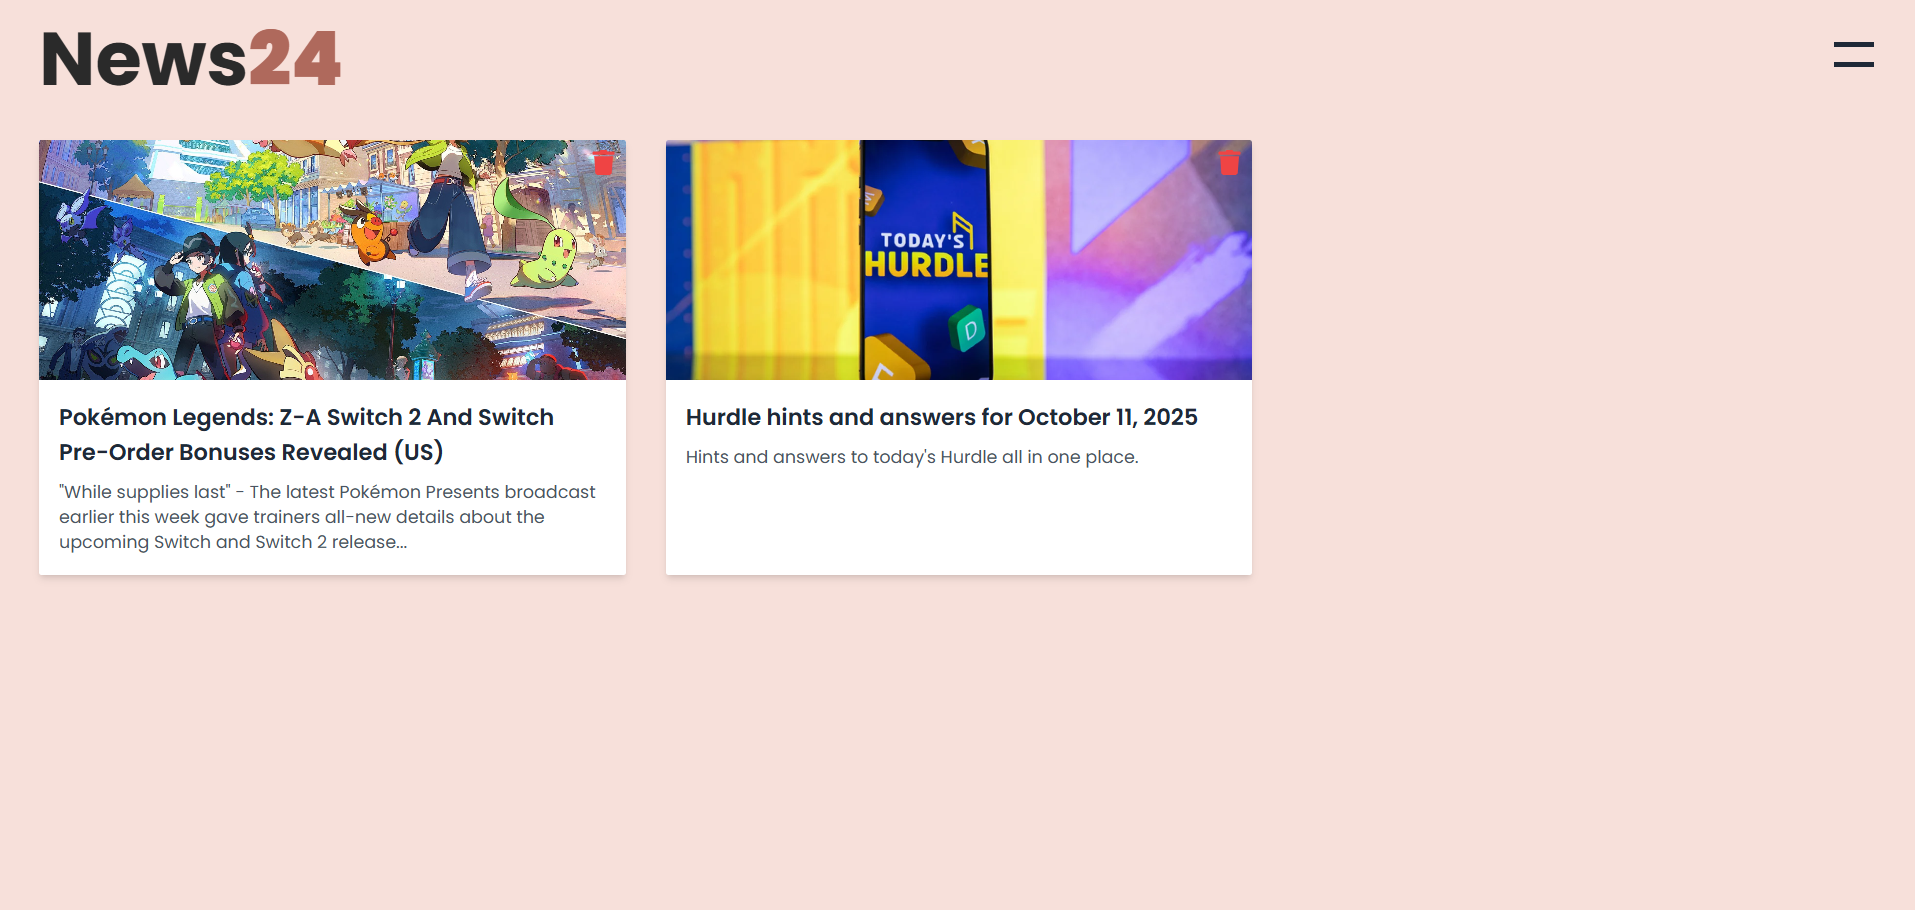 News24
TODAY'S
HURDLE
D
Pokémon Legends: Z-A Switch 2 And Switch
Pre-Order Bonuses Revealed (US)
"While supplies last" - The latest Pokémon Presents broadcast
earlier this week gave trainers all-new details about the
upcoming Switch and Switch 2 release...
Hurdle hints and answers for October 11, 2025
Hints and answers to today's Hurdle all in one place.